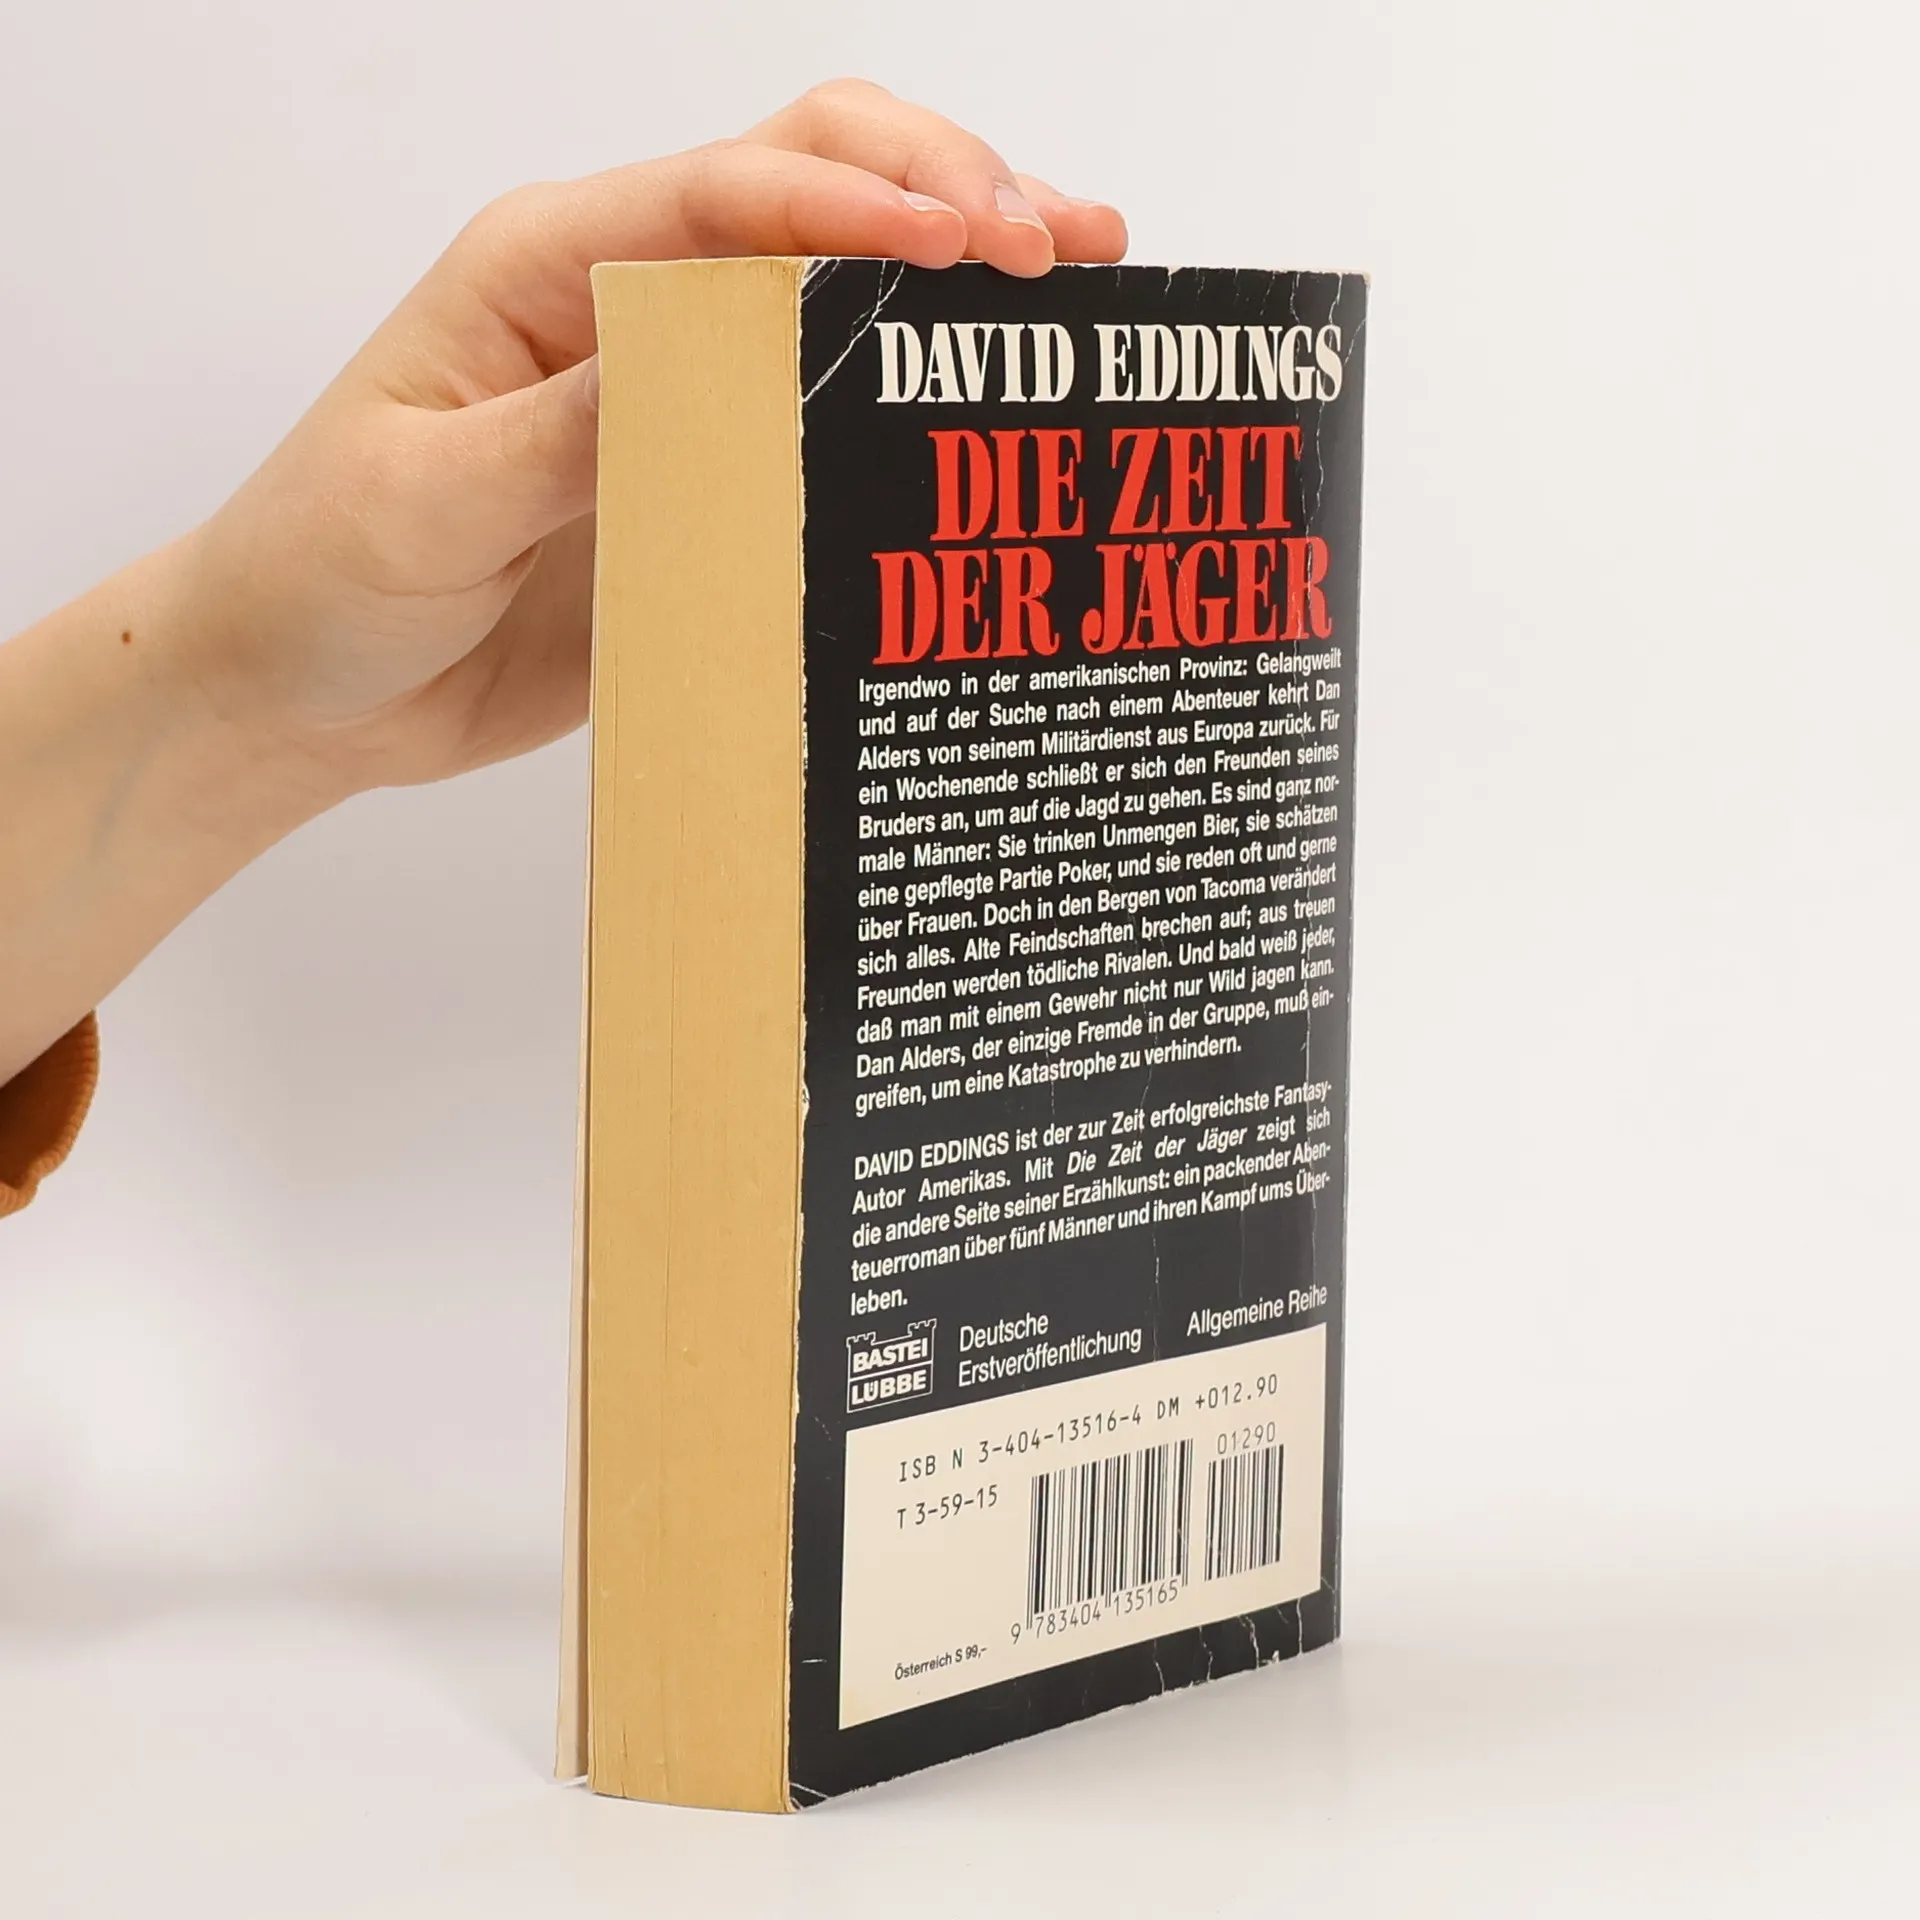 DAVID EDDINGS
DIE ZEIT
DER JÄGER
Irgendwo in der amerikanischen Provinz: Gelangweilt
und auf der Suche nach einem Abenteuer kehrt Dan
Alders von seinem Militärdienst aus Europa zurück. Für
ein Wochenende schließt er sich den Freunden seines
Bruders an, um auf die Jagd zu gehen. Es sind ganz nor-
male Männer: Sie trinken Unmengen Bier, sie schätzen
eine gepflegte Partie Poker, und sie reden oft und gerne
über Frauen. Doch in den Bergen von Tacoma verändert
sich alles. Alte Feindschaften brechen auf; aus treuen
Freunden werden tödliche Rivalen. Und bald weiß jeder,
daß man mit einem Gewehr nicht nur Wild jagen kann.
Dan Alders, der einzige Fremde in der Gruppe, muß ein-
greifen, um eine Katastrophe zu verhindern.
DAVID EDDINGS ist der zur Zeit erfolgreichste Fantasy-
Autor Amerikas. Mit Die Zeit der Jäger zeigt sich
die andere Seite seiner Erzählkunst: ein packender Aben-
teuerroman über fünf Männer und ihren Kampf ums Über-
leben.
BASTEI
LÜBBE
Deutsche
Erstveröffentlichung
Allgemeine Reihe
ISB N 3-404-13516-4 DM +012.90
T 3-59-15
01290
9 783404 135165
Österreich S 99,-